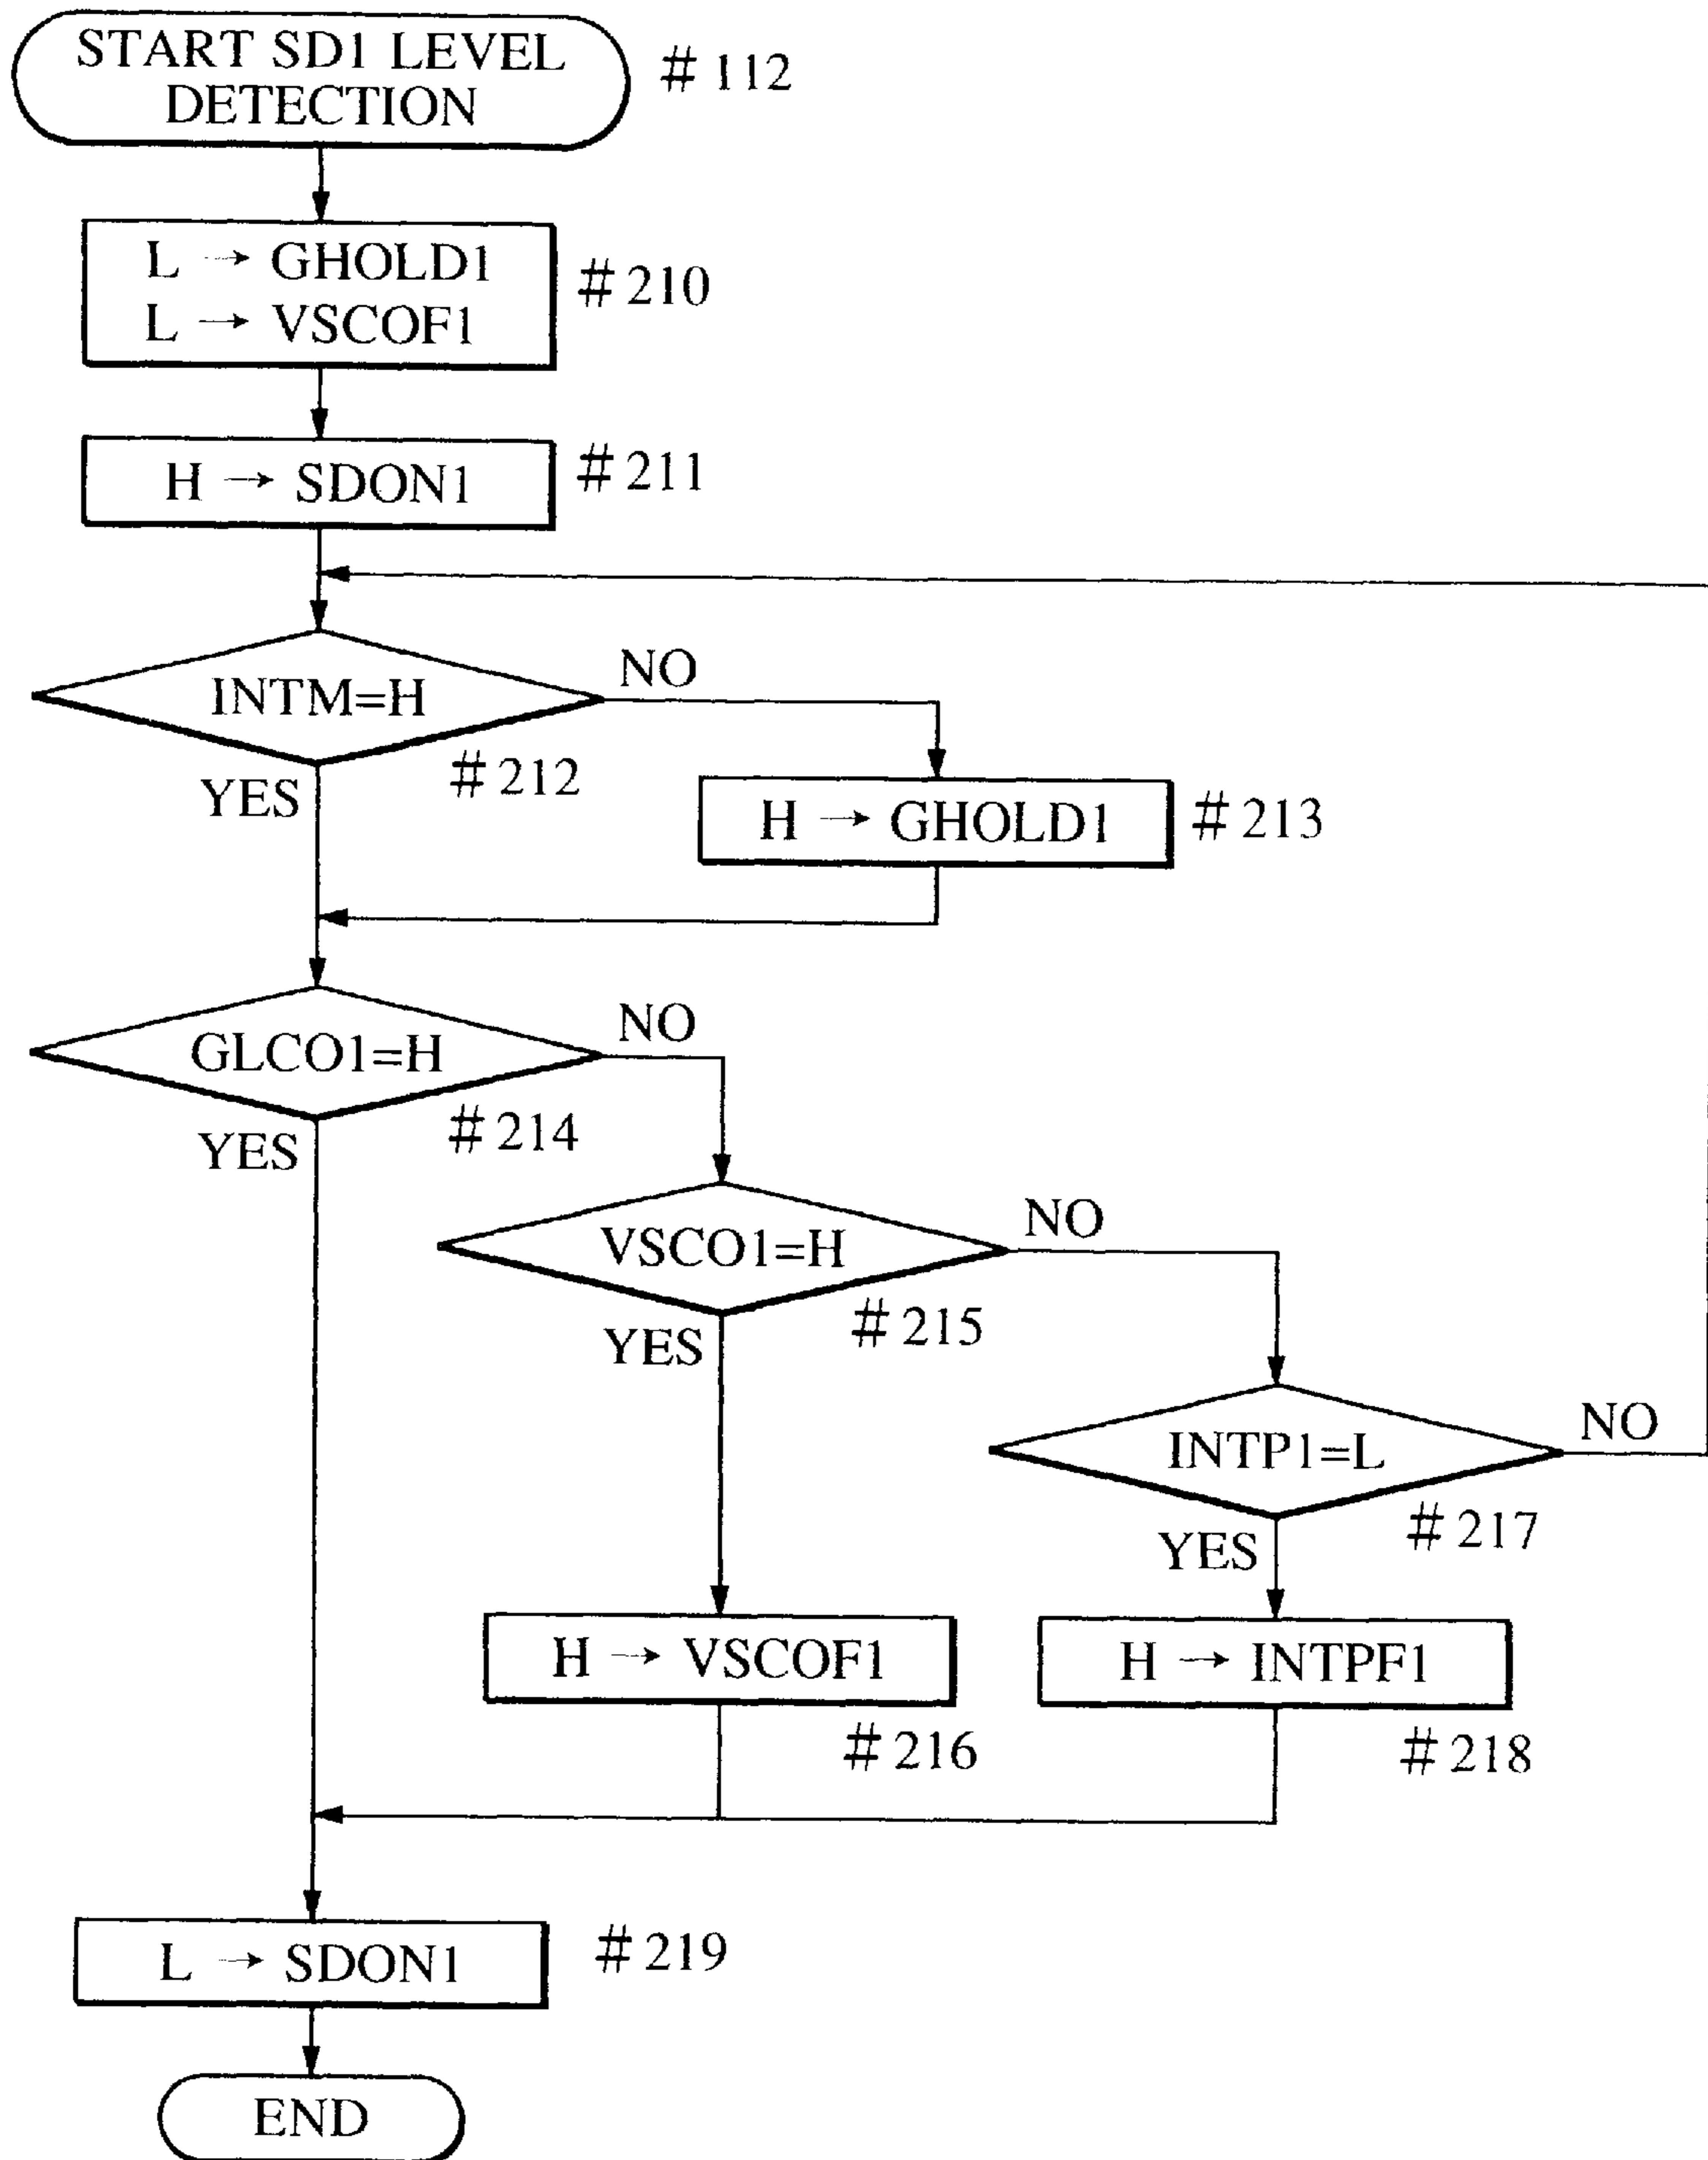 START SD1 LEVEL
DETECTION
# 112
L → GHOLD1
L → VSCOF1
# 210
H → SDON1
# 211
INTM=H
NO
# 212
YES
H → GHOLD1
# 213
GLCO1=H
NO
# 214
YES
VSCO1=H
NO
# 215
YES
INTP1=L
NO
# 217
YES
H → VSCOF1
# 216
H → INTPF1
# 218
L → SDON1
# 219
END